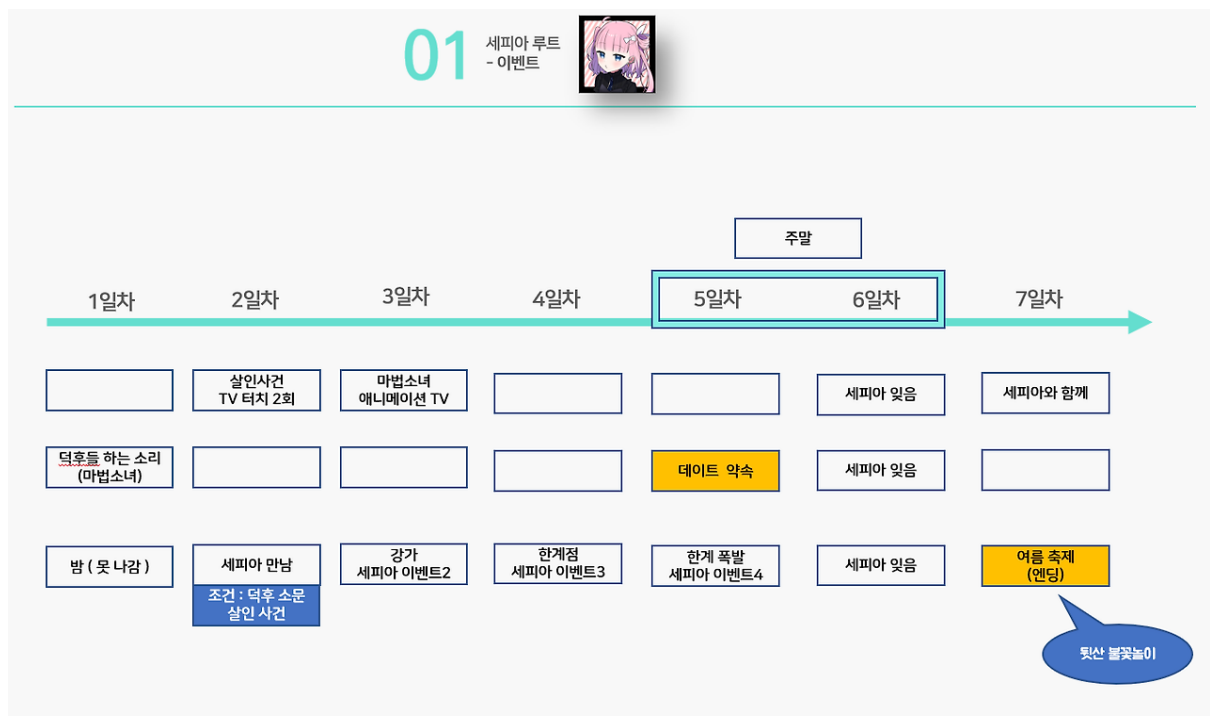 01
세피아 루트
- 이벤트
주말
1일차
2일차
3일차
4일차
5일차
6일차
7일차
살인사건
TV 터치 2회
마법소녀
애니메이션 TV
세피아 잊음
세피아와 함께
덕후들 하는 소리
(마법소녀)
데이트 약속
세피아 잊음
밤 ( 못 나감 )
세피아 만남
강가
세피아 이벤트2
한계점
세피아 이벤트3
한계 폭발
세피아 이벤트4
세피아 잊음
여름 축제
(엔딩)
조건 : 덕후 소문
살인 사건
뒷산 불꽃놀이